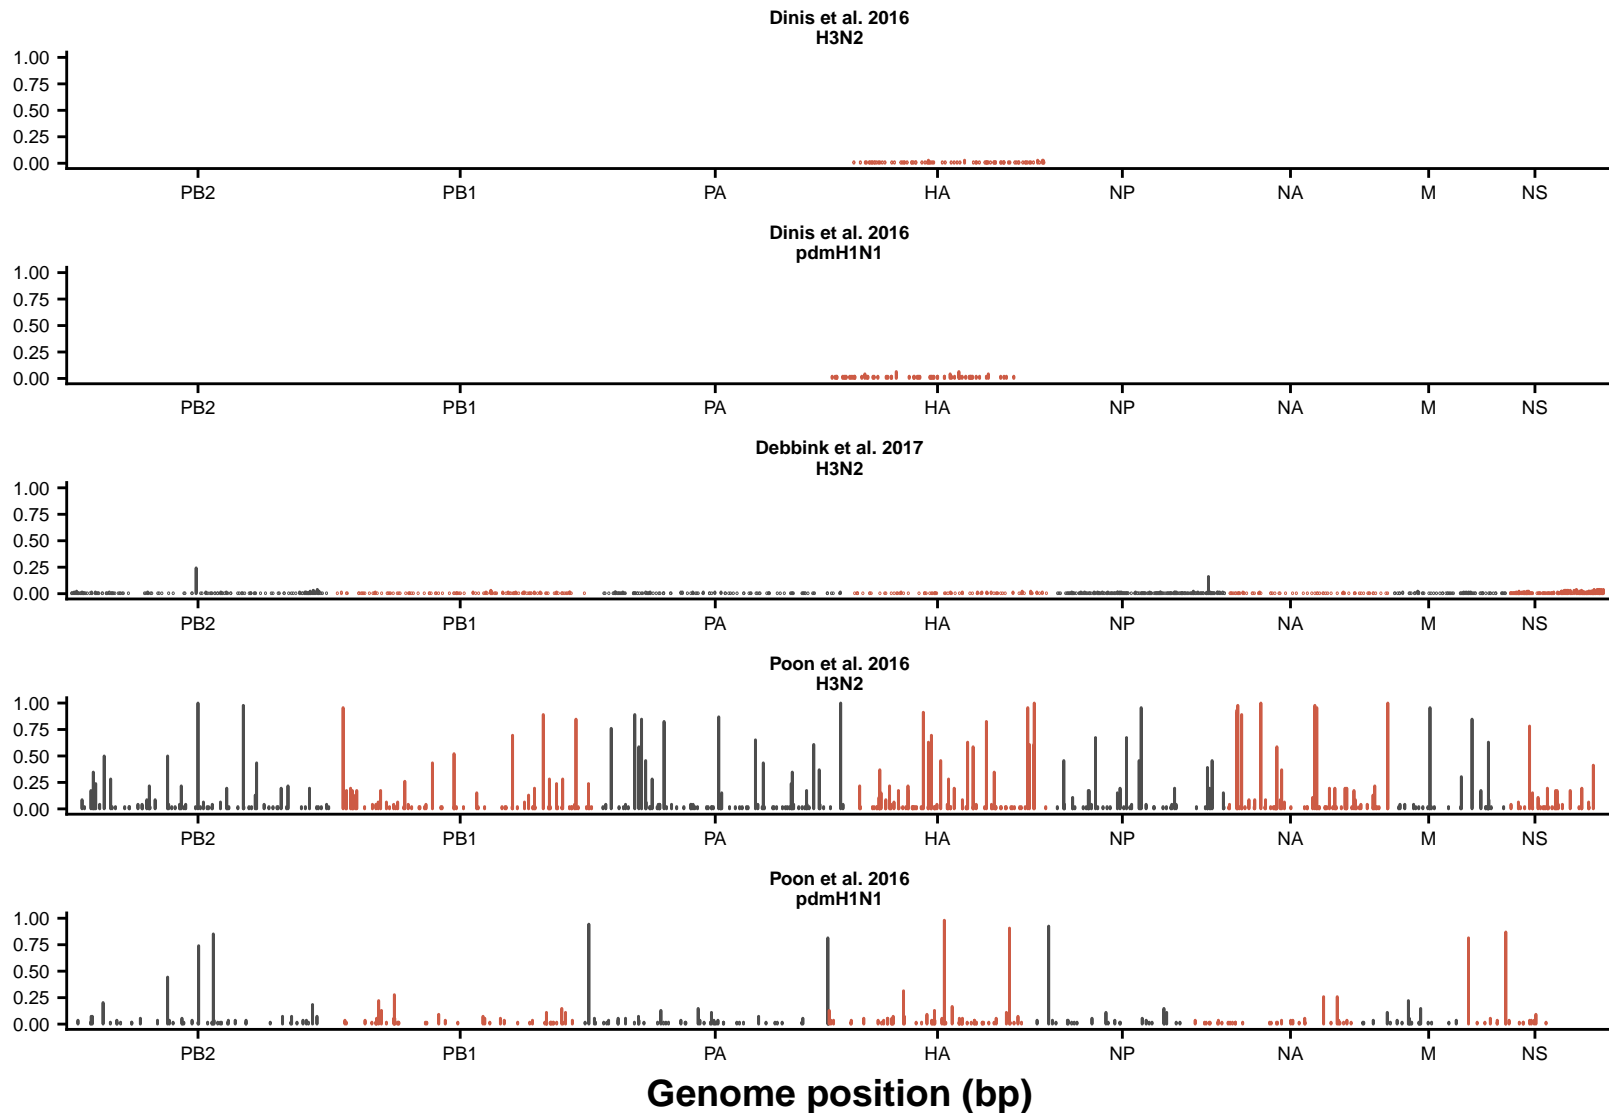 Dinis et al. 2016
H3N2
1.00
0.75
0.50
0.25
0.00
PB2 PB1 PA HA NP NA M NS
Dinis et al. 2016
pdmH1N1
1.00
0.75
0.50
0.25
0.00
PB2 PB1 PA HA NP NA M NS
Debbink et al. 2017
H3N2
1.00
0.75
0.50
0.25
0.00
PB2 PB1 PA HA NP NA M NS
Poon et al. 2016
H3N2
1.00
0.75
0.50
0.25
0.00
PB2 PB1 PA HA NP NA M NS
Poon et al. 2016
pdmH1N1
1.00
0.75
0.50
0.25
0.00
PB2 PB1 PA HA NP NA M NS
Genome position (bp)